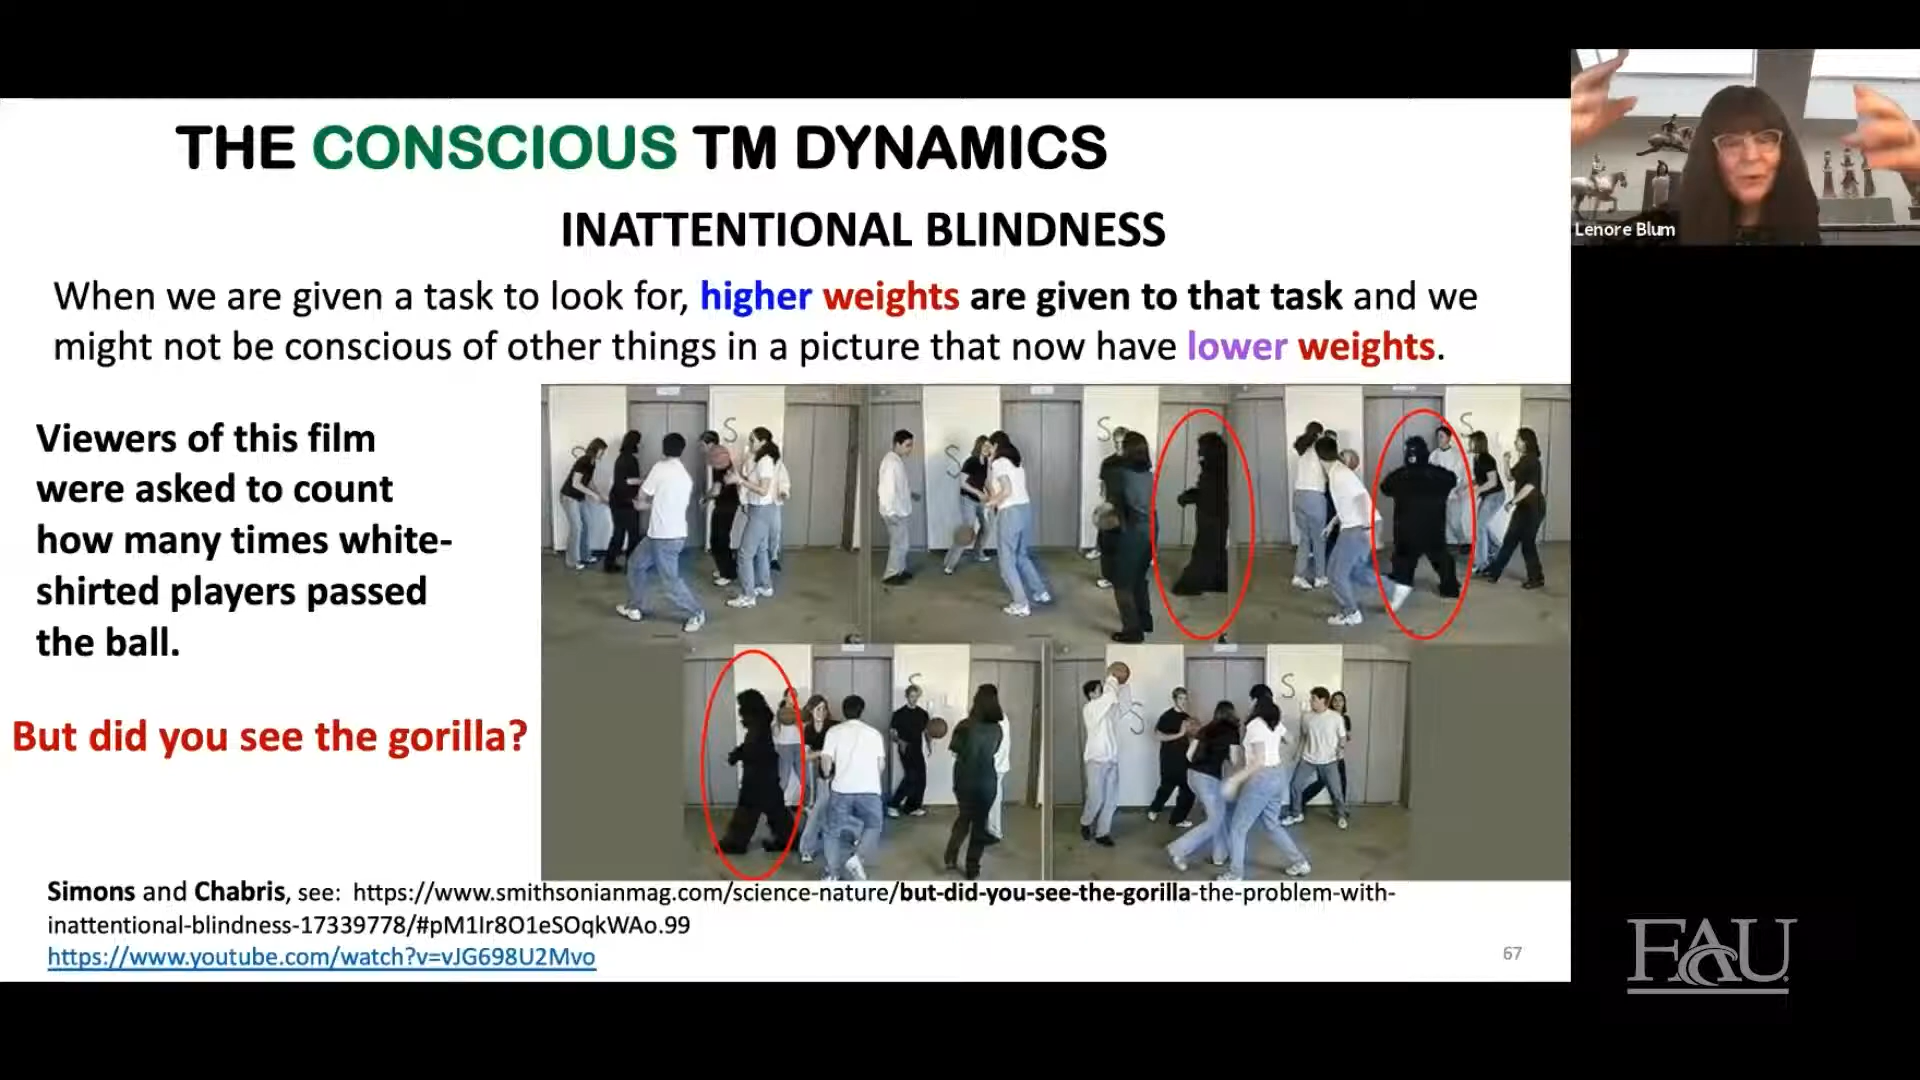 THE CONSCIOUS TM DYNAMICS
INATTENTIONAL BLINDNESS
When we are given a task to look for, higher weights are given to that task and we
might not be conscious of other things in a picture that now have lower weights.
Viewers of this film
were asked to count
how many times white-
shirted players passed
the ball.
But did you see the gorilla?
S
S
S
S
S
S
S
S
Simons and Chabris, see: https://www.smithsonianmag.com/science-nature/but-did-you-see-the-gorilla-the-problem-with-
inattentional-blindness-17339778/#pM1Ir8O1eSOqkWAo.99
https://www.youtube.com/watch?v=vJG698U2Mvo
67
Lenore Blum
FAU